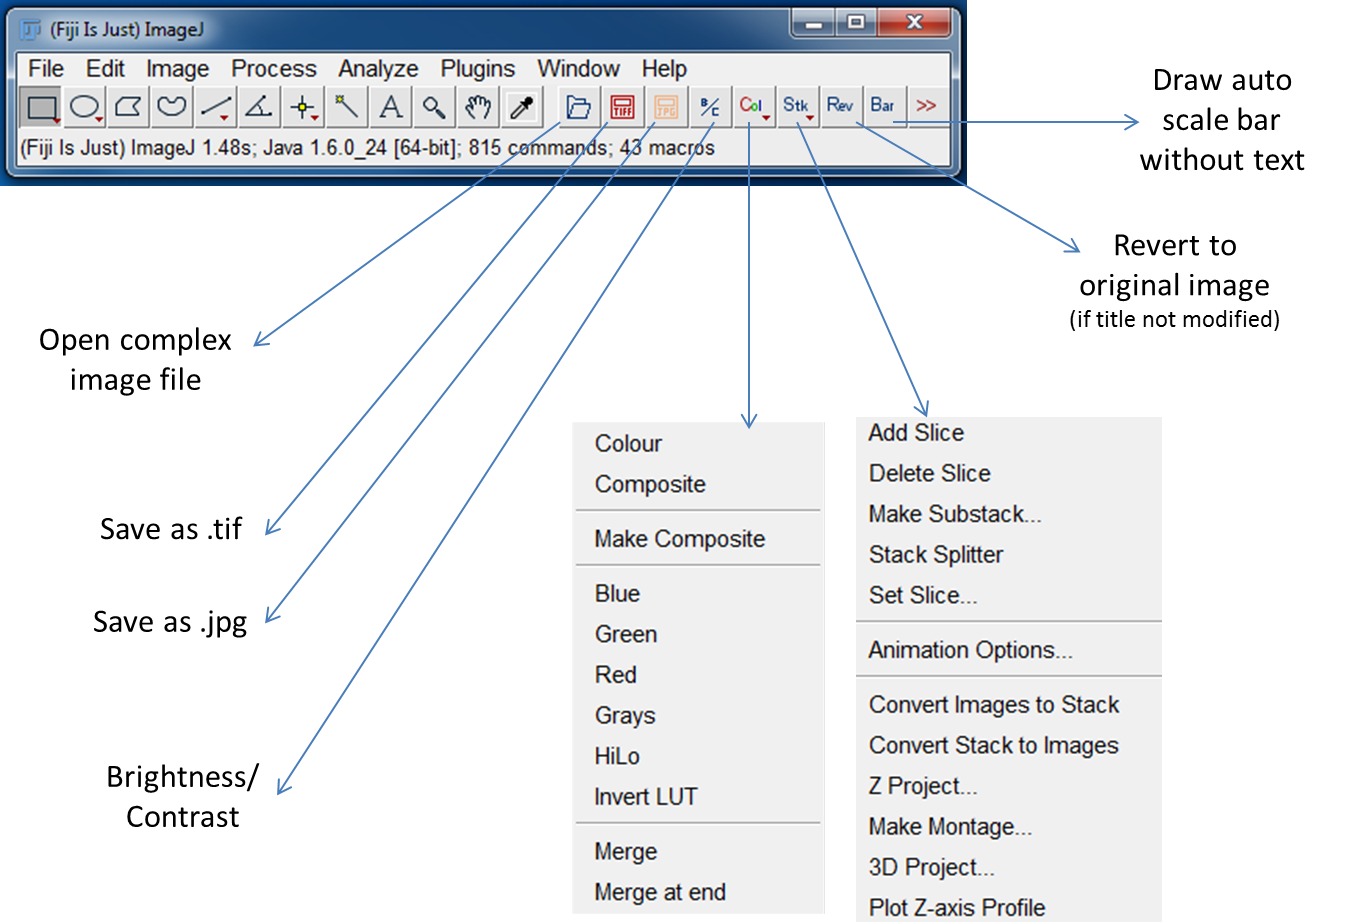 (Fiji Is Just) ImageJ
File Edit Image Process Analyze Plugins Window Help
A TIFF JPG B/C Col Stk Rev Bar >>
(Fiji Is Just) ImageJ 1.48s; Java 1.6.0_24 [64-bit]; 815 commands; 43 macros
Draw auto
scale bar
without text
Revert to
original image
(if title not modified)
Open complex
image file
Save as .tif
Save as .jpg
Brightness/
Contrast
Colour
Composite
Make Composite
Blue
Green
Red
Grays
HiLo
Invert LUT
Merge
Merge at end
Add Slice
Delete Slice
Make Substack...
Stack Splitter
Set Slice...
Animation Options...
Convert Images to Stack
Convert Stack to Images
Z Project...
Make Montage...
3D Project...
Plot Z-axis Profile